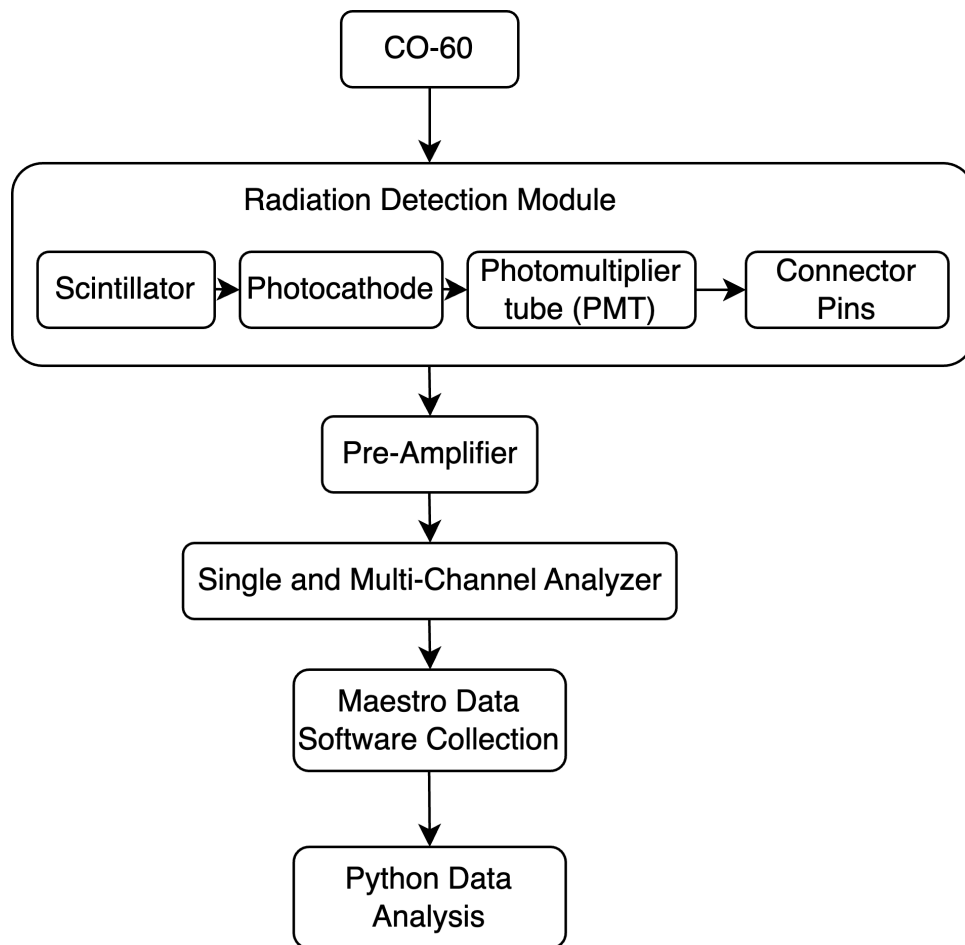 CO-60
Radiation Detection Module
Scintillator
Photocathode
Photomultiplier
tube (PMT)
Connector
Pins
Pre-Amplifier
Single and Multi-Channel Analyzer
Maestro Data
Software Collection
Python Data
Analysis